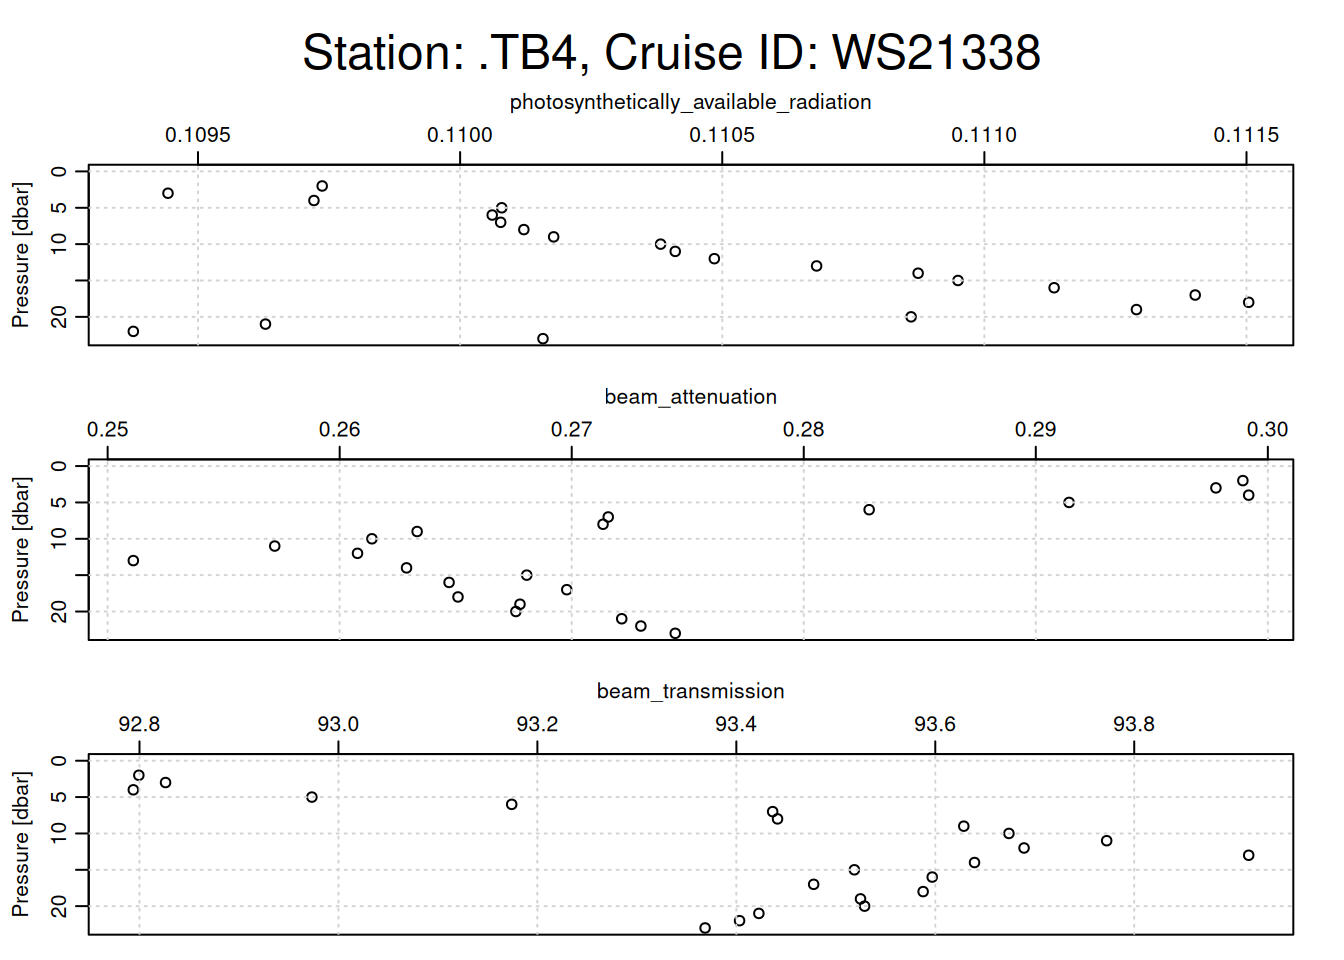 Station: .TB4, Cruise ID: WS21338
photosynthetically_available_radiation
0.1095 0.1100 0.1105 0.1110 0.1115
Pressure [dbar]
0
5
10
20
beam_attenuation
0.25 0.26 0.27 0.28 0.29 0.30
Pressure [dbar]
0
5
10
20
beam_transmission
92.8 93.0 93.2 93.4 93.6 93.8
Pressure [dbar]
0
5
10
20